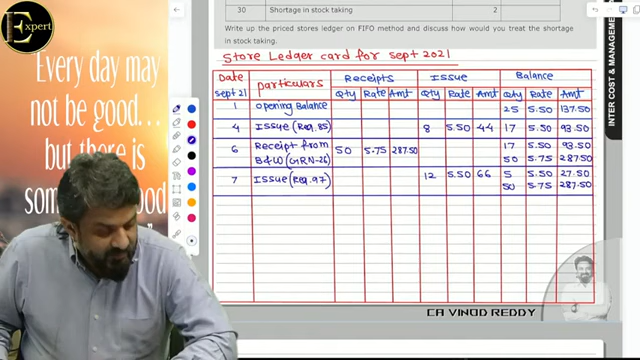 Expert
Every day may
not be good...
but there is
good
30 Shortage in stock taking 2
Write up the priced stores ledger on FIFO method and discuss how would you treat the shortage
in stock taking.
Store Ledger card for sept 2021
Date particulars Receipts Issue Balance
sept 21 Qty Rate Amt Qty Rate Amt Qty Rate Amt
1 opening Balance 25 5.50 137.50
4 Issue (Req.85) 8 5.50 44 17 5.50 93.50
6 Receipt from 50 5.75 287.50 17 5.50 93.50
B&W (GRN-26) 50 5.75 287.50
7 Issue (Req.97) 12 5.50 66 5 5.50 27.50
50 5.75 287.50
CA VINOD REDDY
INTER COST & MANAGEMEN